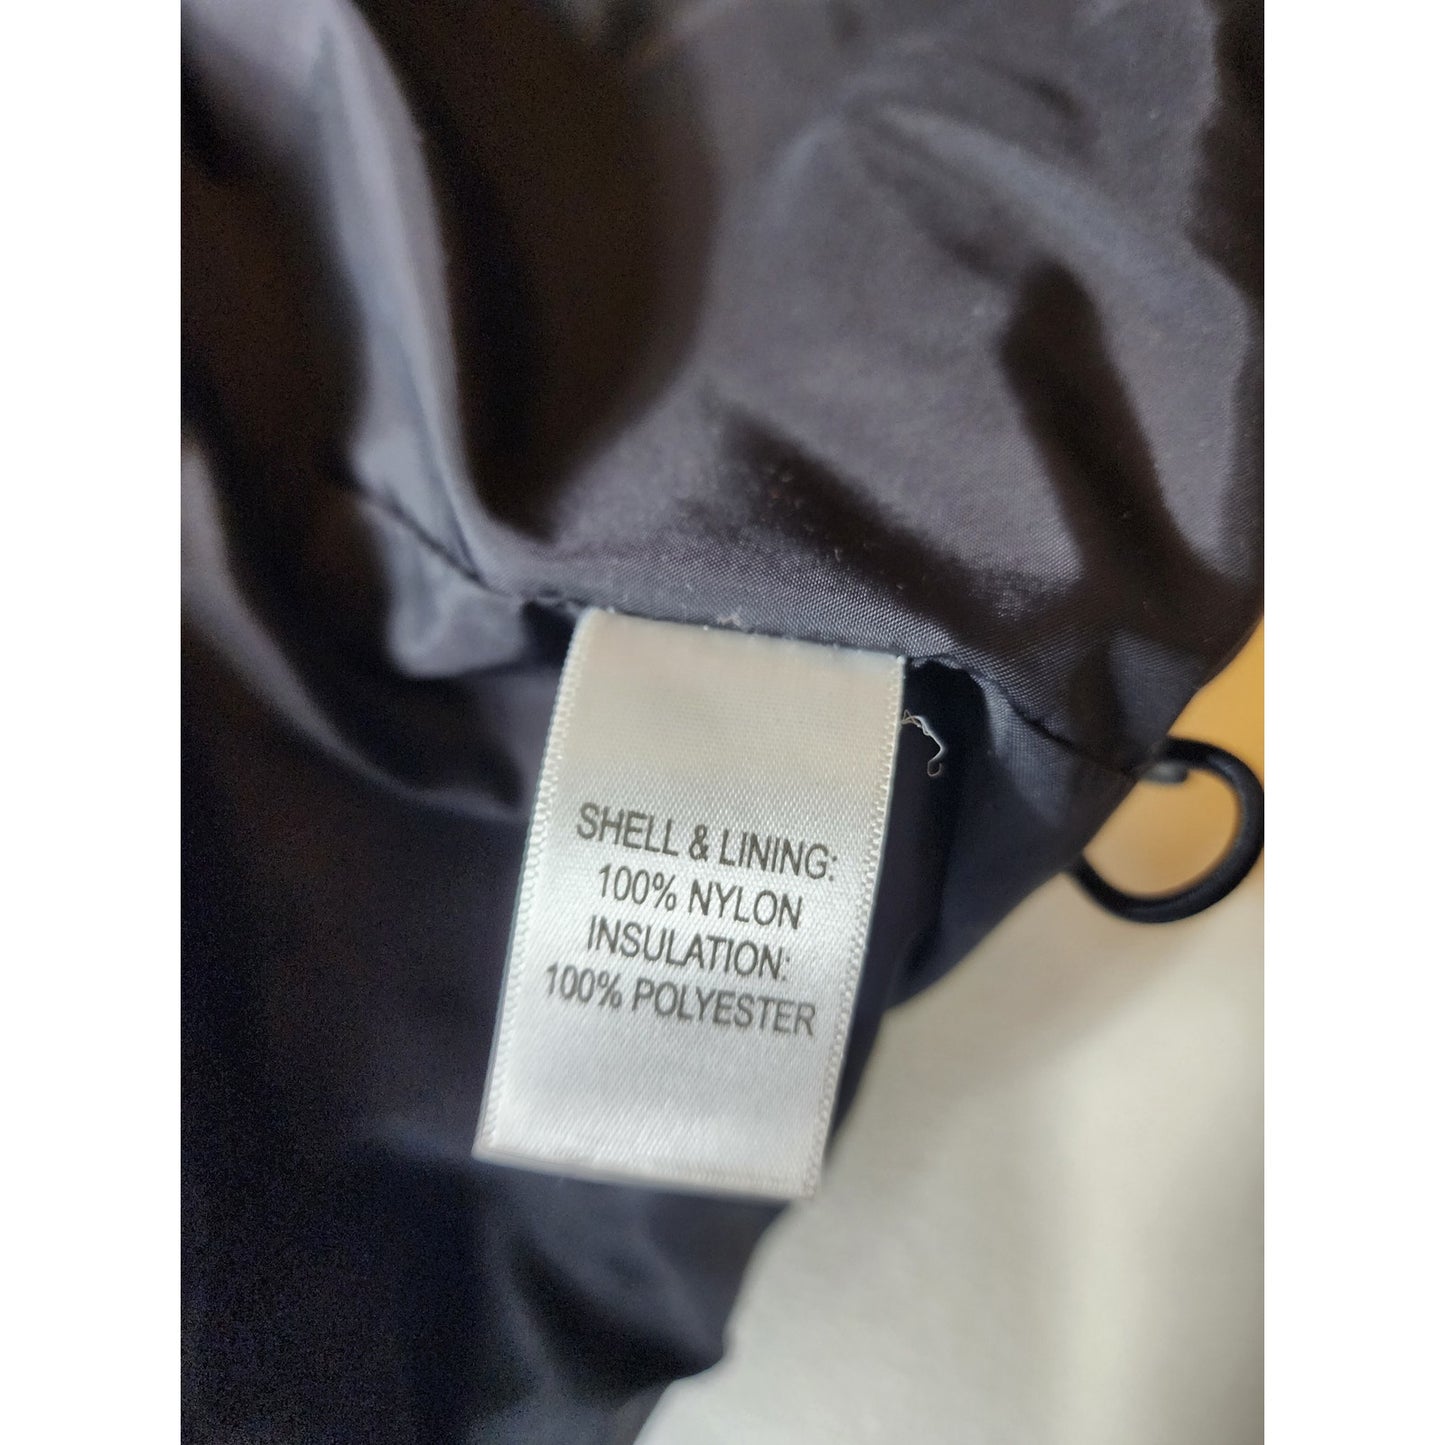 SHELL & LINING:
100% NYLON
INSULATION:
100% POLYESTER